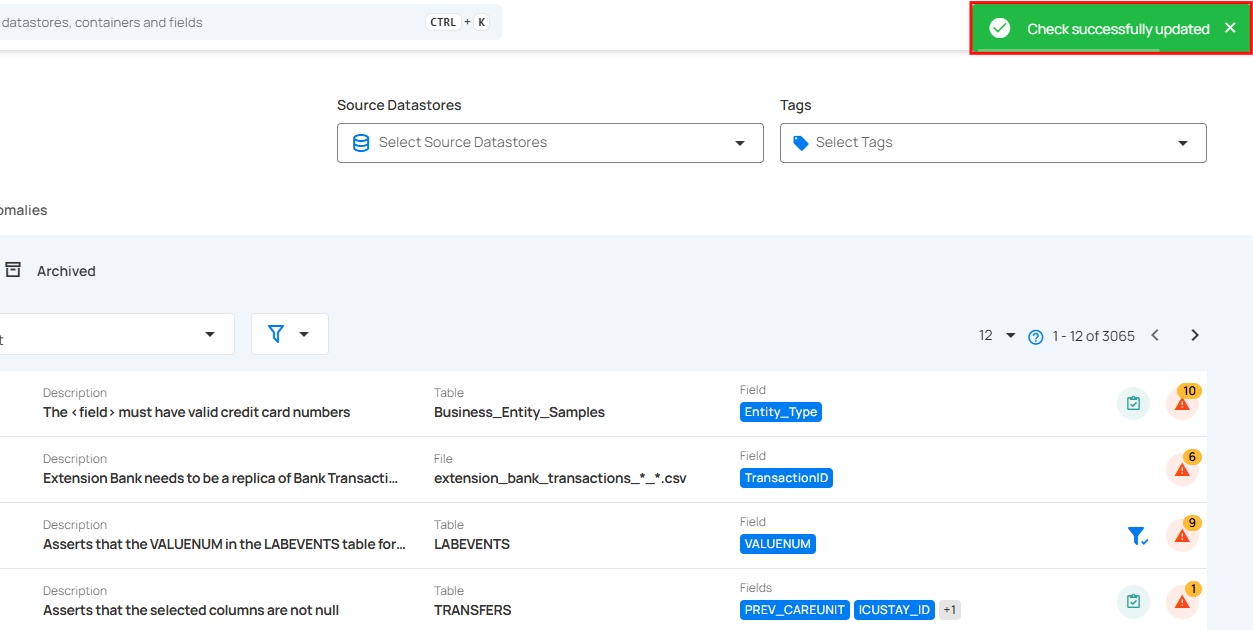 datastores, containers and fields CTRL + K
Check successfully updated
Source Datastores Tags
Select Source Datastores Select Tags
omalies
Archived
t
12 1 - 12 of 3065
Description Table Field
The <field> must have valid credit card numbers Business_Entity_Samples Entity_Type 10
Description File Field
Extension Bank needs to be a replica of Bank Transacti... extension_bank_transactions_*_*.csv TransactionID 6
Description Table Field
Asserts that the VALUENUM in the LABEVENTS table for... LABEVENTS VALUENUM 9
Description Table Fields
Asserts that the selected columns are not null TRANSFERS PREV_CAREUNIT ICUSTAY_ID +1 1